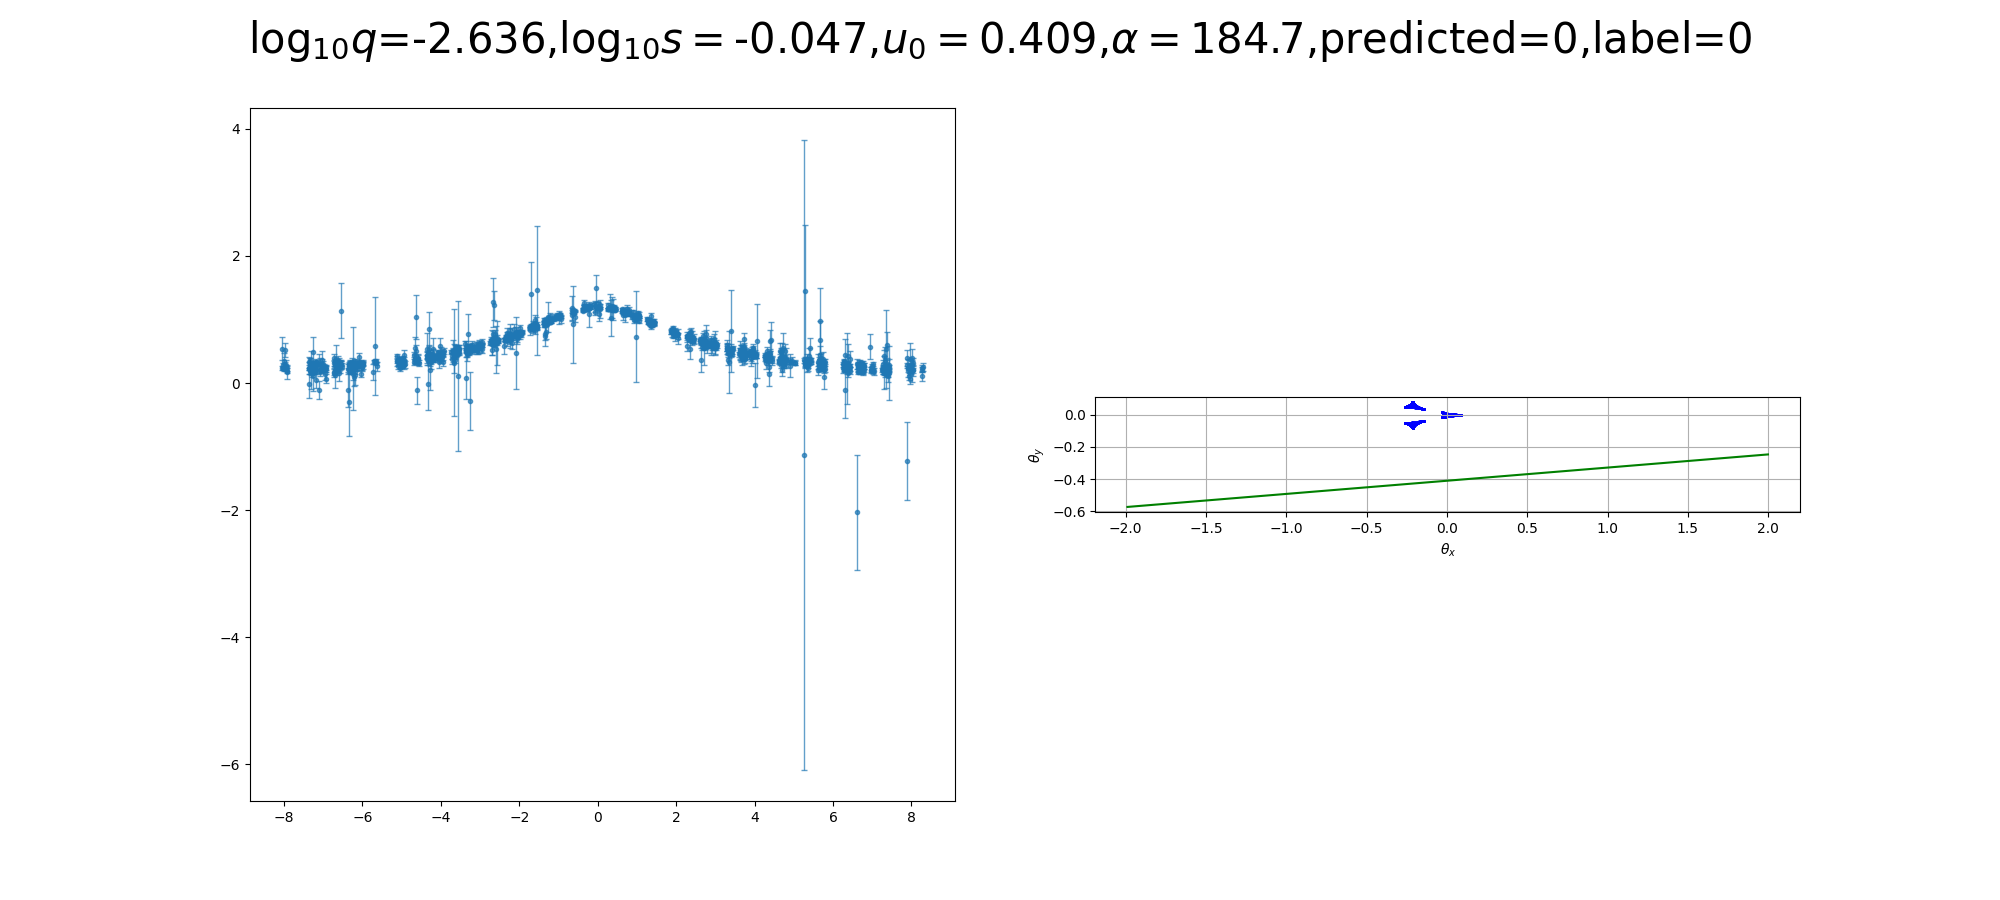 log₁₀q=-2.636,log₁₀s = -0.047,u₀ = 0.409,α = 184.7,predicted=0,label=0
4
2
0
−2
−4
−6
−8 −6 −4 −2 0 2 4 6 8
0.0
−0.2
−0.4
−0.6
θy
−2.0 −1.5 −1.0 −0.5 0.0 0.5 1.0 1.5 2.0
θx